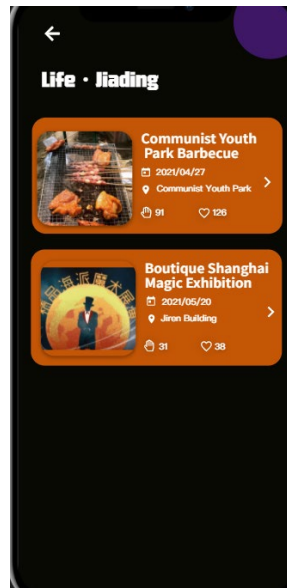 Life · Jiading
Communist Youth
Park Barbecue
2021/04/27
Communist Youth Park
91 126
Boutique Shanghai
Magic Exhibition
2021/05/20
Jiren Building
31 38